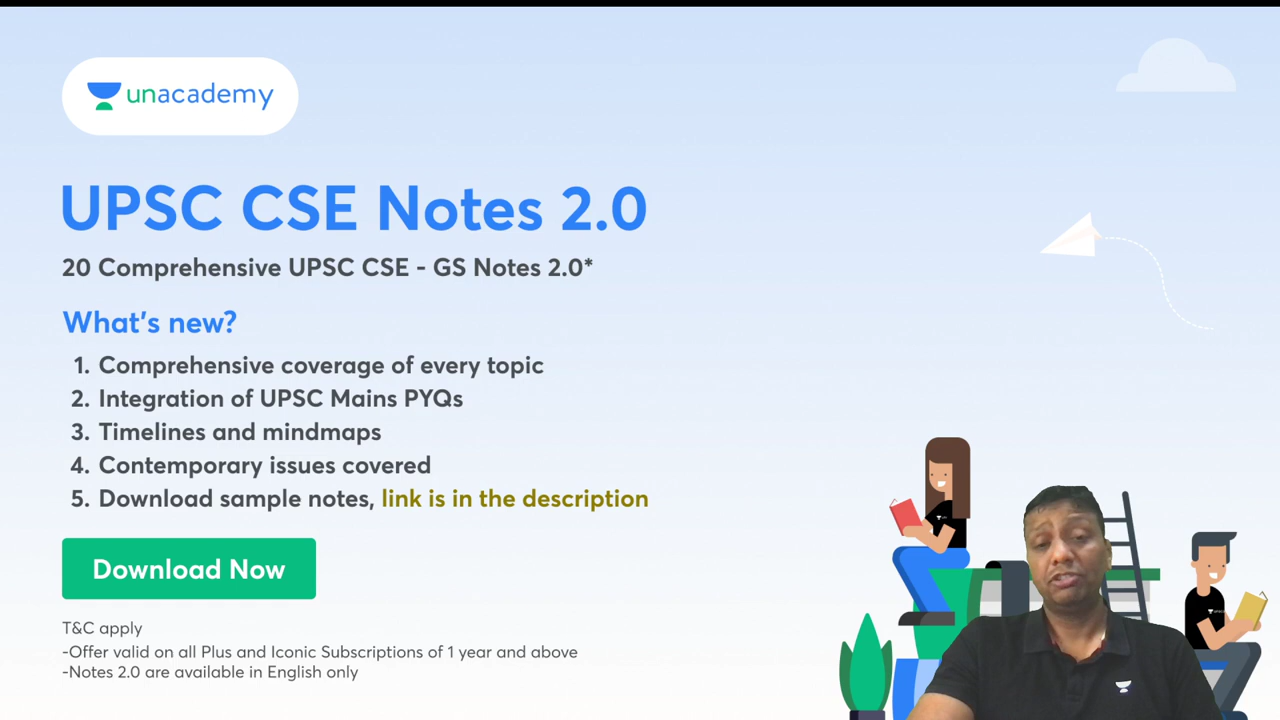 unacademy
UPSC CSE Notes 2.0
20 Comprehensive UPSC CSE - GS Notes 2.0*
What's new?
1. Comprehensive coverage of every topic
2. Integration of UPSC Mains PYQs
3. Timelines and mindmaps
4. Contemporary issues covered
5. Download sample notes, link is in the description
Download Now
T&C apply
-Offer valid on all Plus and Iconic Subscriptions of 1 year and above
-Notes 2.0 are available in English only